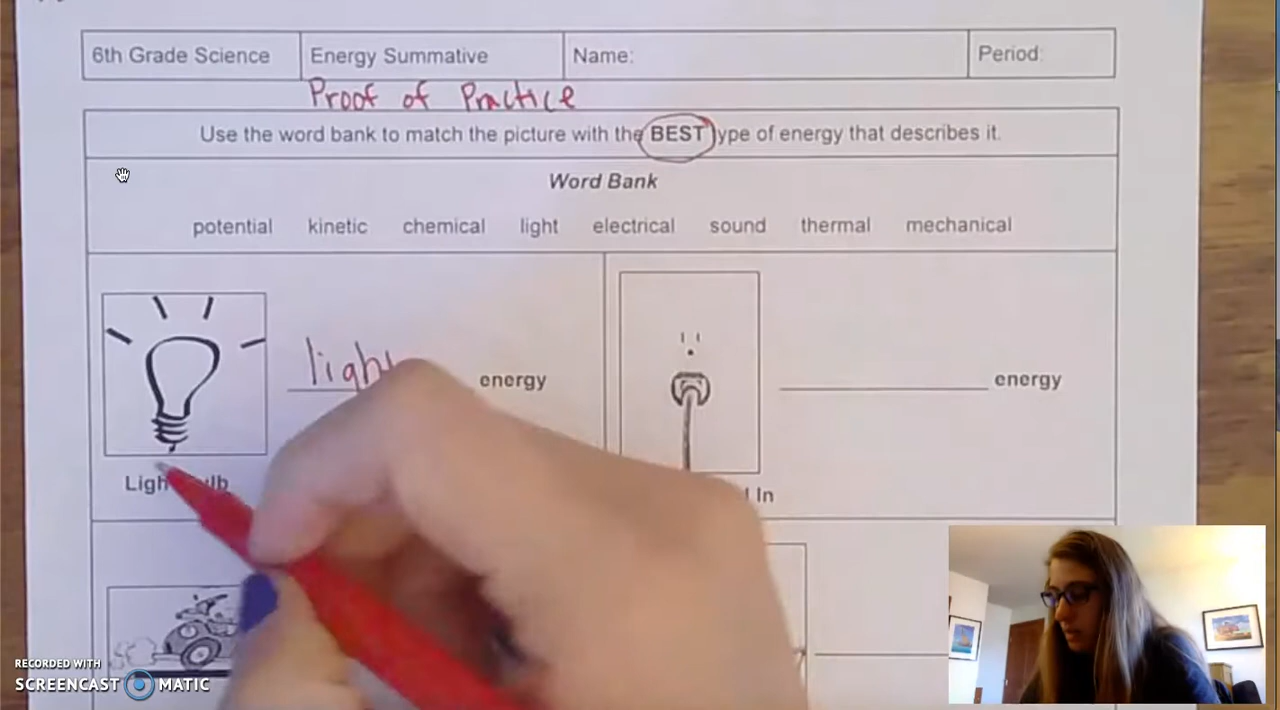 6th Grade Science Energy Summative Name: Period:
Proof of Practice
Use the word bank to match the picture with the BEST type of energy that describes it.
Word Bank
potential kinetic chemical light electrical sound thermal mechanical
energy energy
In
RECORDED WITH
SCREENCAST MATIC